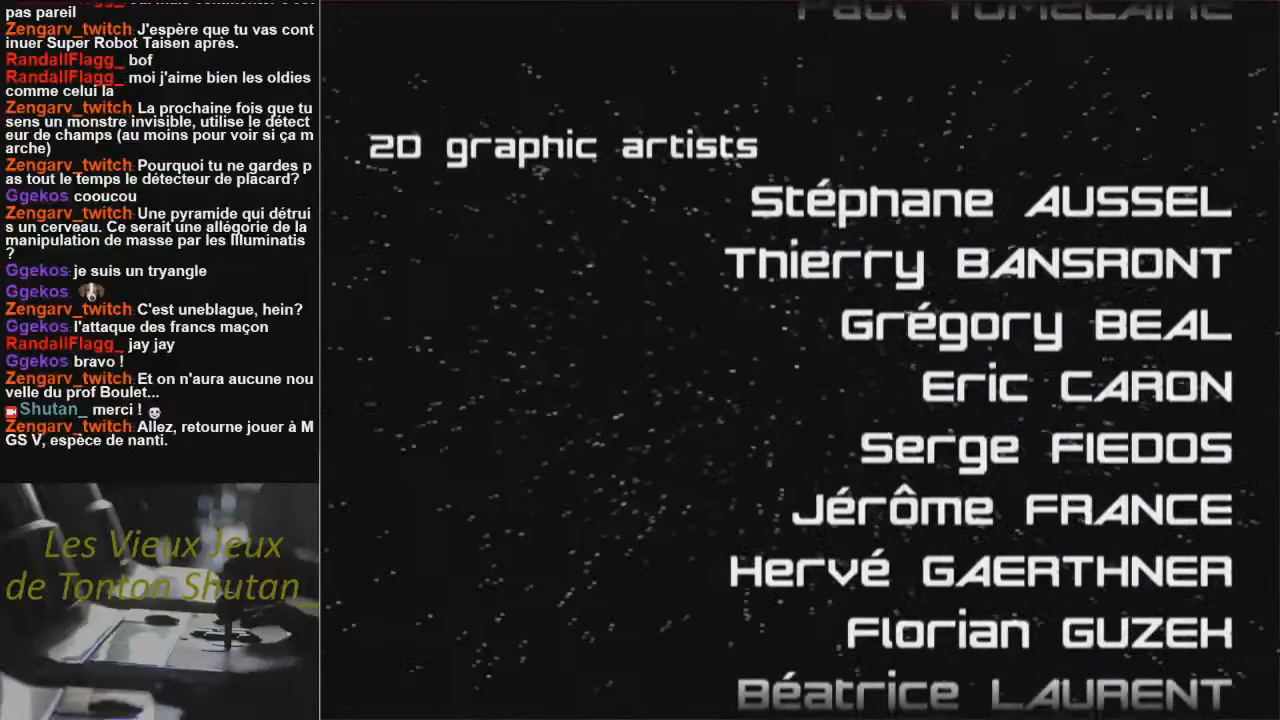 pas pareil
Zengarv_twitch: J'espère que tu vas cont
inuer Super Robot Taisen après.
RandallFlagg_: bof
RandallFlagg_: moi j'aime bien les oldies
comme celui la
Zengarv_twitch: La prochaine fois que tu
sens un monstre invisible, utilise le détect
eur de champs (au moins pour voir si ça m
arche)
Zengarv_twitch: Pourquoi tu ne gardes p
as tout le temps le détecteur de placard?
Ggekos: cooucou
Zengarv_twitch: Une pyramide qui détrui
s un cerveau. Ce serait une allégorie de la
manipulation de masse par les Illuminatis
?
Ggekos: je suis un tryangle
Ggekos:
Zengarv_twitch: C'est uneblague, hein?
Ggekos: l'attaque des francs maçon
RandallFlagg_: jay jay
Ggekos: bravo !
Zengarv_twitch: Et on n'aura aucune nou
velle du prof Boulet...
Shutan_: merci !
Zengarv_twitch: Allez, retourne jouer à M
GS V, espèce de nanti.
Les Vieux Jeux
de Tonton Shutan_
2D graphic artists
Stéphane AUSSEL
Thierry BANSRONT
Grégory BEAL
Eric CARON
Serge FIEDOS
Jérôme FRANCE
Hervé GAERTHNER
Florian GUZEK
Béatrice LAURENT